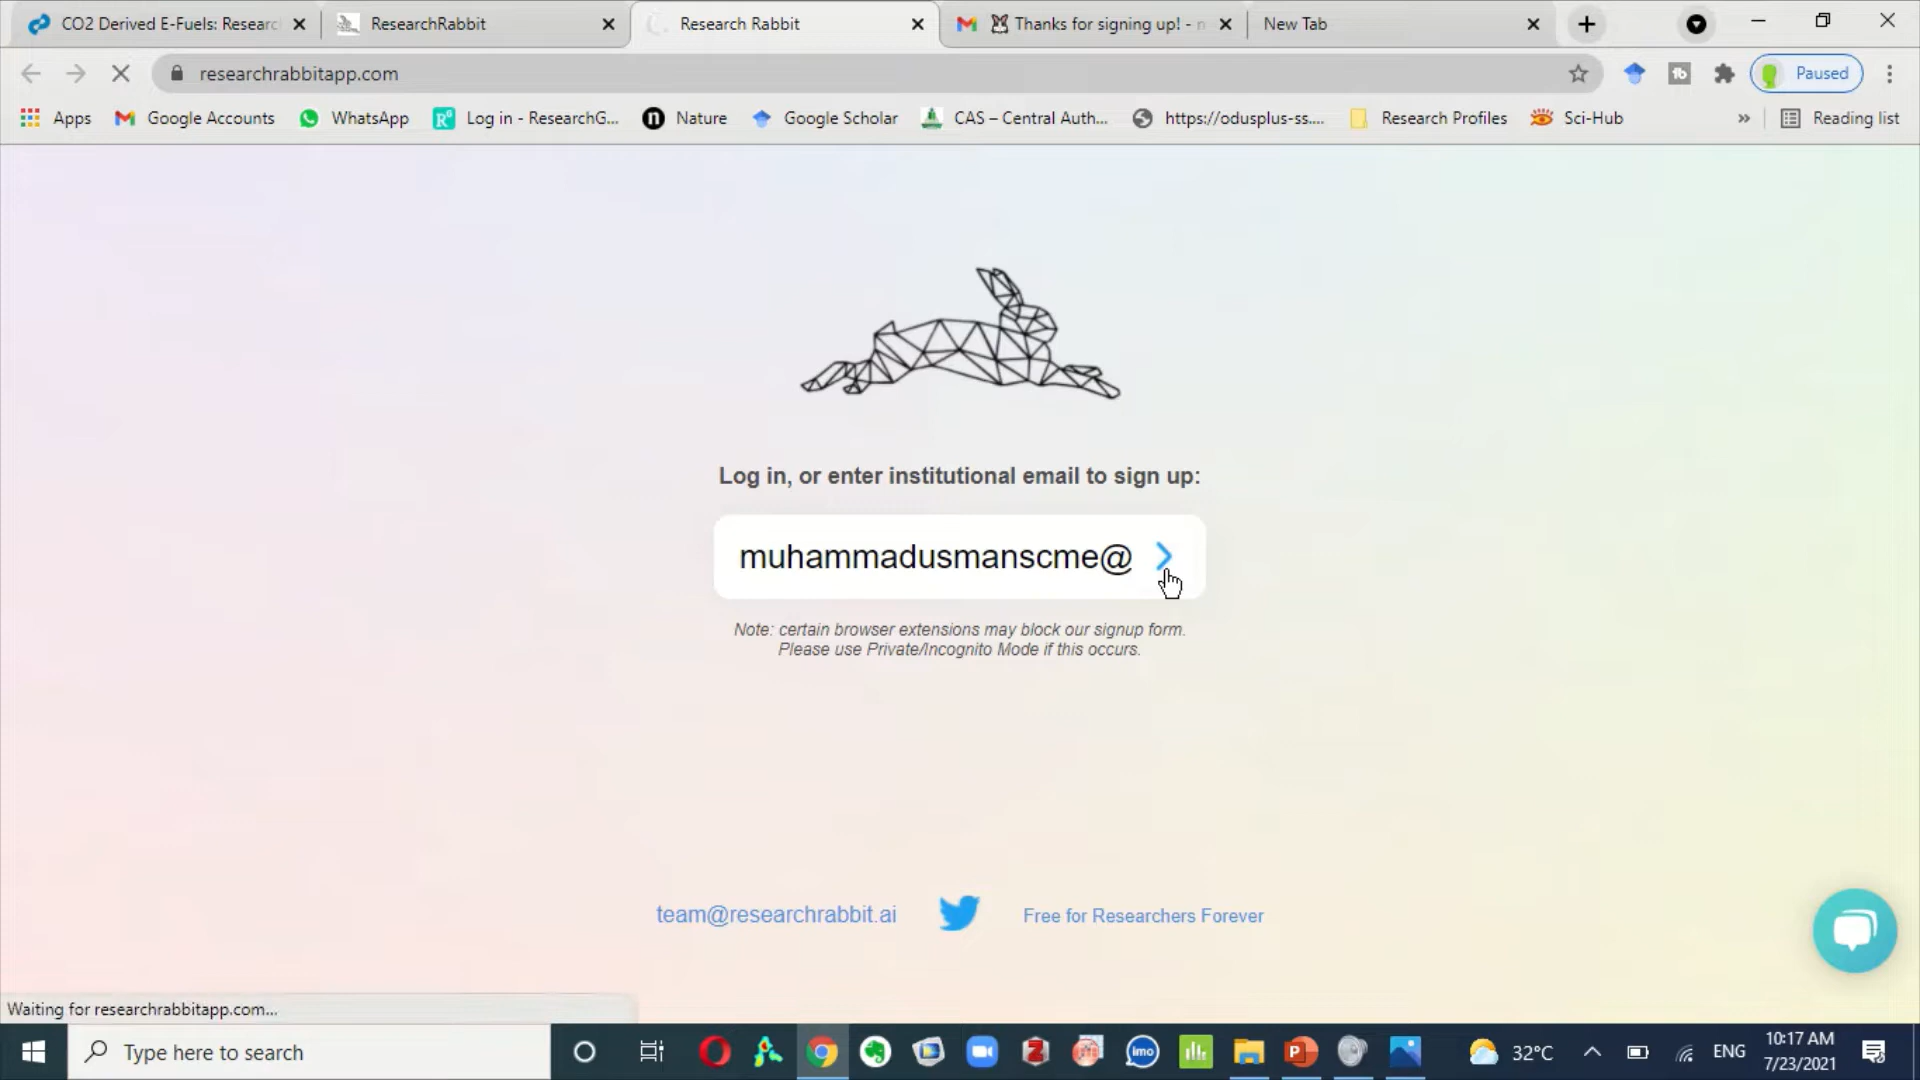 CO2 Derived E-Fuels: Researc
ResearchRabbit
Research Rabbit
Thanks for signing up! - n
New Tab
researchrabbitapp.com
Paused
Apps
Google Accounts
WhatsApp
Log in - ResearchG...
Nature
Google Scholar
CAS – Central Auth...
https://odusplus-ss....
Research Profiles
Sci-Hub
»
Reading list
Log in, or enter institutional email to sign up:
muhammadusmanscme@
Note: certain browser extensions may block our signup form.
Please use Private/Incognito Mode if this occurs.
team@researchrabbit.ai
Free for Researchers Forever
Waiting for researchrabbitapp.com...
Type here to search
imo
32°C
ENG
10:17 AM
7/23/2021